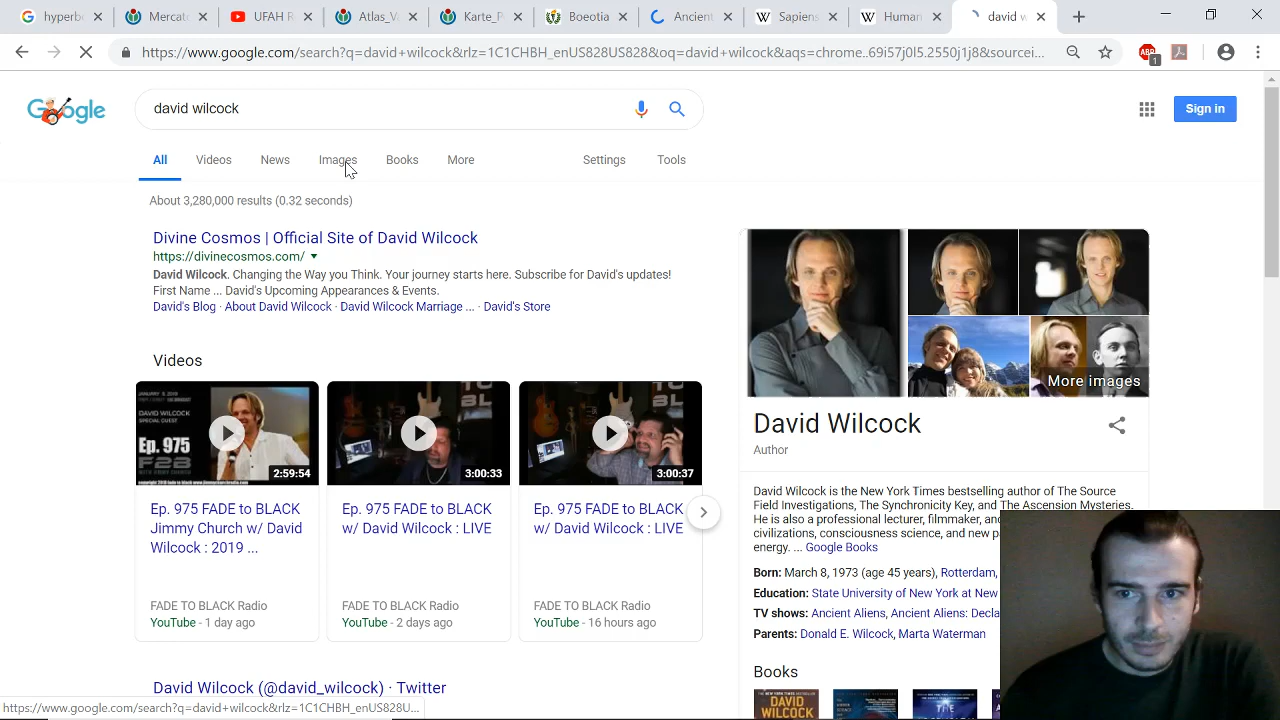 hyperbo
Mercato
UFAH R
Atlas_Va
Karte_P
Boeotia
Ancient
Sapiens
Human
david w
https://www.google.com/search?q=david+wilcock&rlz=1C1CHBH_enUS828US828&oq=david+wilcock&aqs=chrome..69i57j0l5.2550j1j8&sourcei...
ABP
1
Google
david wilcock
Sign in
All Videos News Images Books More Settings Tools
About 3,280,000 results (0.32 seconds)
Divine Cosmos | Official Site of David Wilcock
https://divinecosmos.com/
David Wilcock. Changing the Way you Think. Your journey starts here. Subscribe for David's updates!
First Name ... David's Upcoming Appearances & Events.
David's Blog · About David Wilcock · David Wilcock Marriage ... · David's Store
Videos
DAVID WILCOCK
SPECIAL GUEST
Ep. 975
F2B
2:59:54
3:00:33
3:00:37
Ep. 975 FADE to BLACK
Jimmy Church w/ David
Wilcock : 2019 ...
FADE TO BLACK Radio
YouTube - 1 day ago
Ep. 975 FADE to BLACK
w/ David Wilcock : LIVE
FADE TO BLACK Radio
YouTube - 2 days ago
Ep. 975 FADE to BLACK
w/ David Wilcock : LIVE
FADE TO BLACK Radio
YouTube - 16 hours ago
David Wilcock (@david_wilcock) · Twitter
More images
David Wilcock
Author
David Wilcock is the New York Times bestselling author of The Source
Field Investigations, The Synchronicity Key, and The Ascension Mysteries.
He is also a professional lecturer, filmmaker, and
civilizations, consciousness science, and new p
energy. ... Google Books
Born: March 8, 1973 (age 45 years), Rotterdam,
Education: State University of New York at New
TV shows: Ancient Aliens, Ancient Aliens: Decla
Parents: Donald E. Wilcock, Marta Waterman
Books
DAVID
WILCOCK
THE